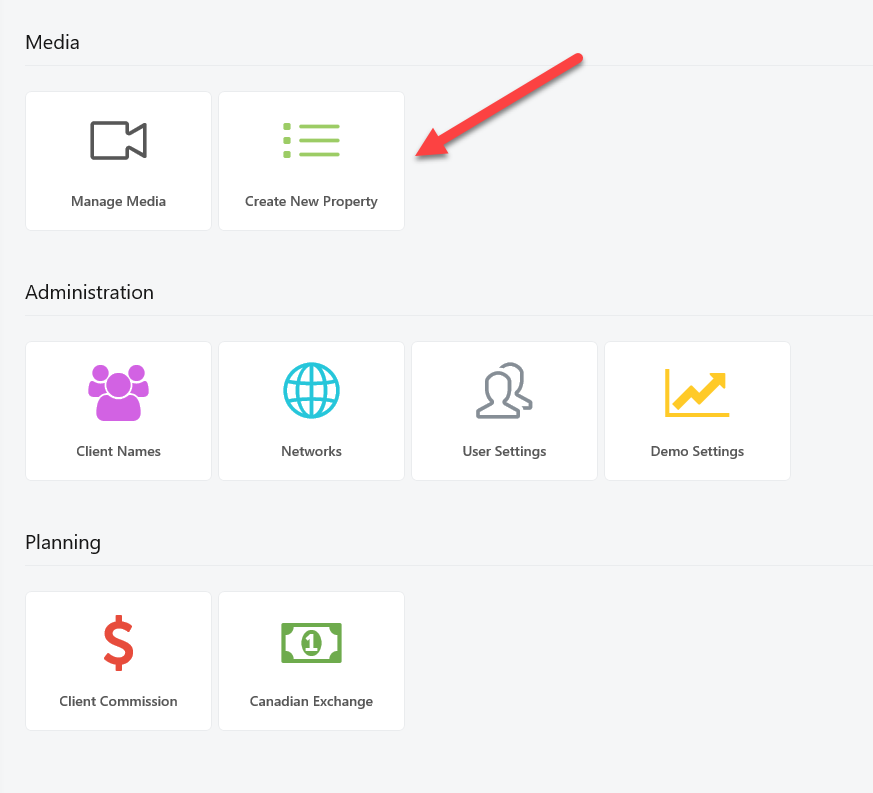 Media
Manage Media
Create New Property
Administration
Client Names
Networks
User Settings
Demo Settings
Planning
1
Client Commission
Canadian Exchange